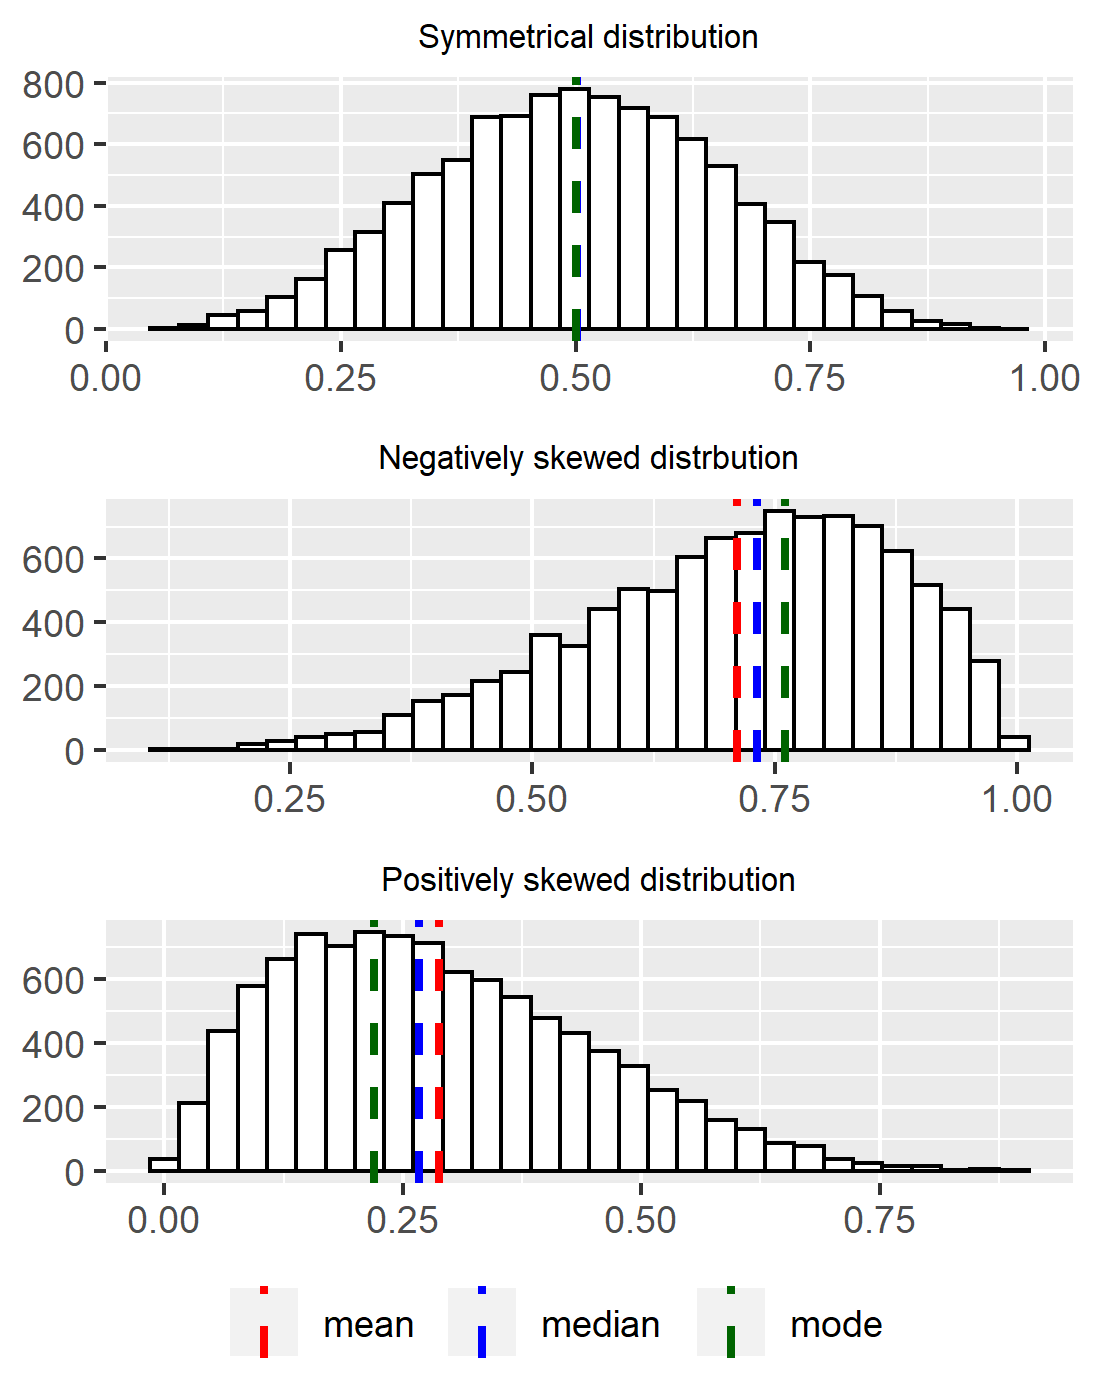 Symmetrical distribution
800
600
400
200
0
0.00 0.25 0.50 0.75 1.00
Negatively skewed distrbution
600
400
200
0
0.25 0.50 0.75 1.00
Positively skewed distribution
600
400
200
0
0.00 0.25 0.50 0.75
mean median mode